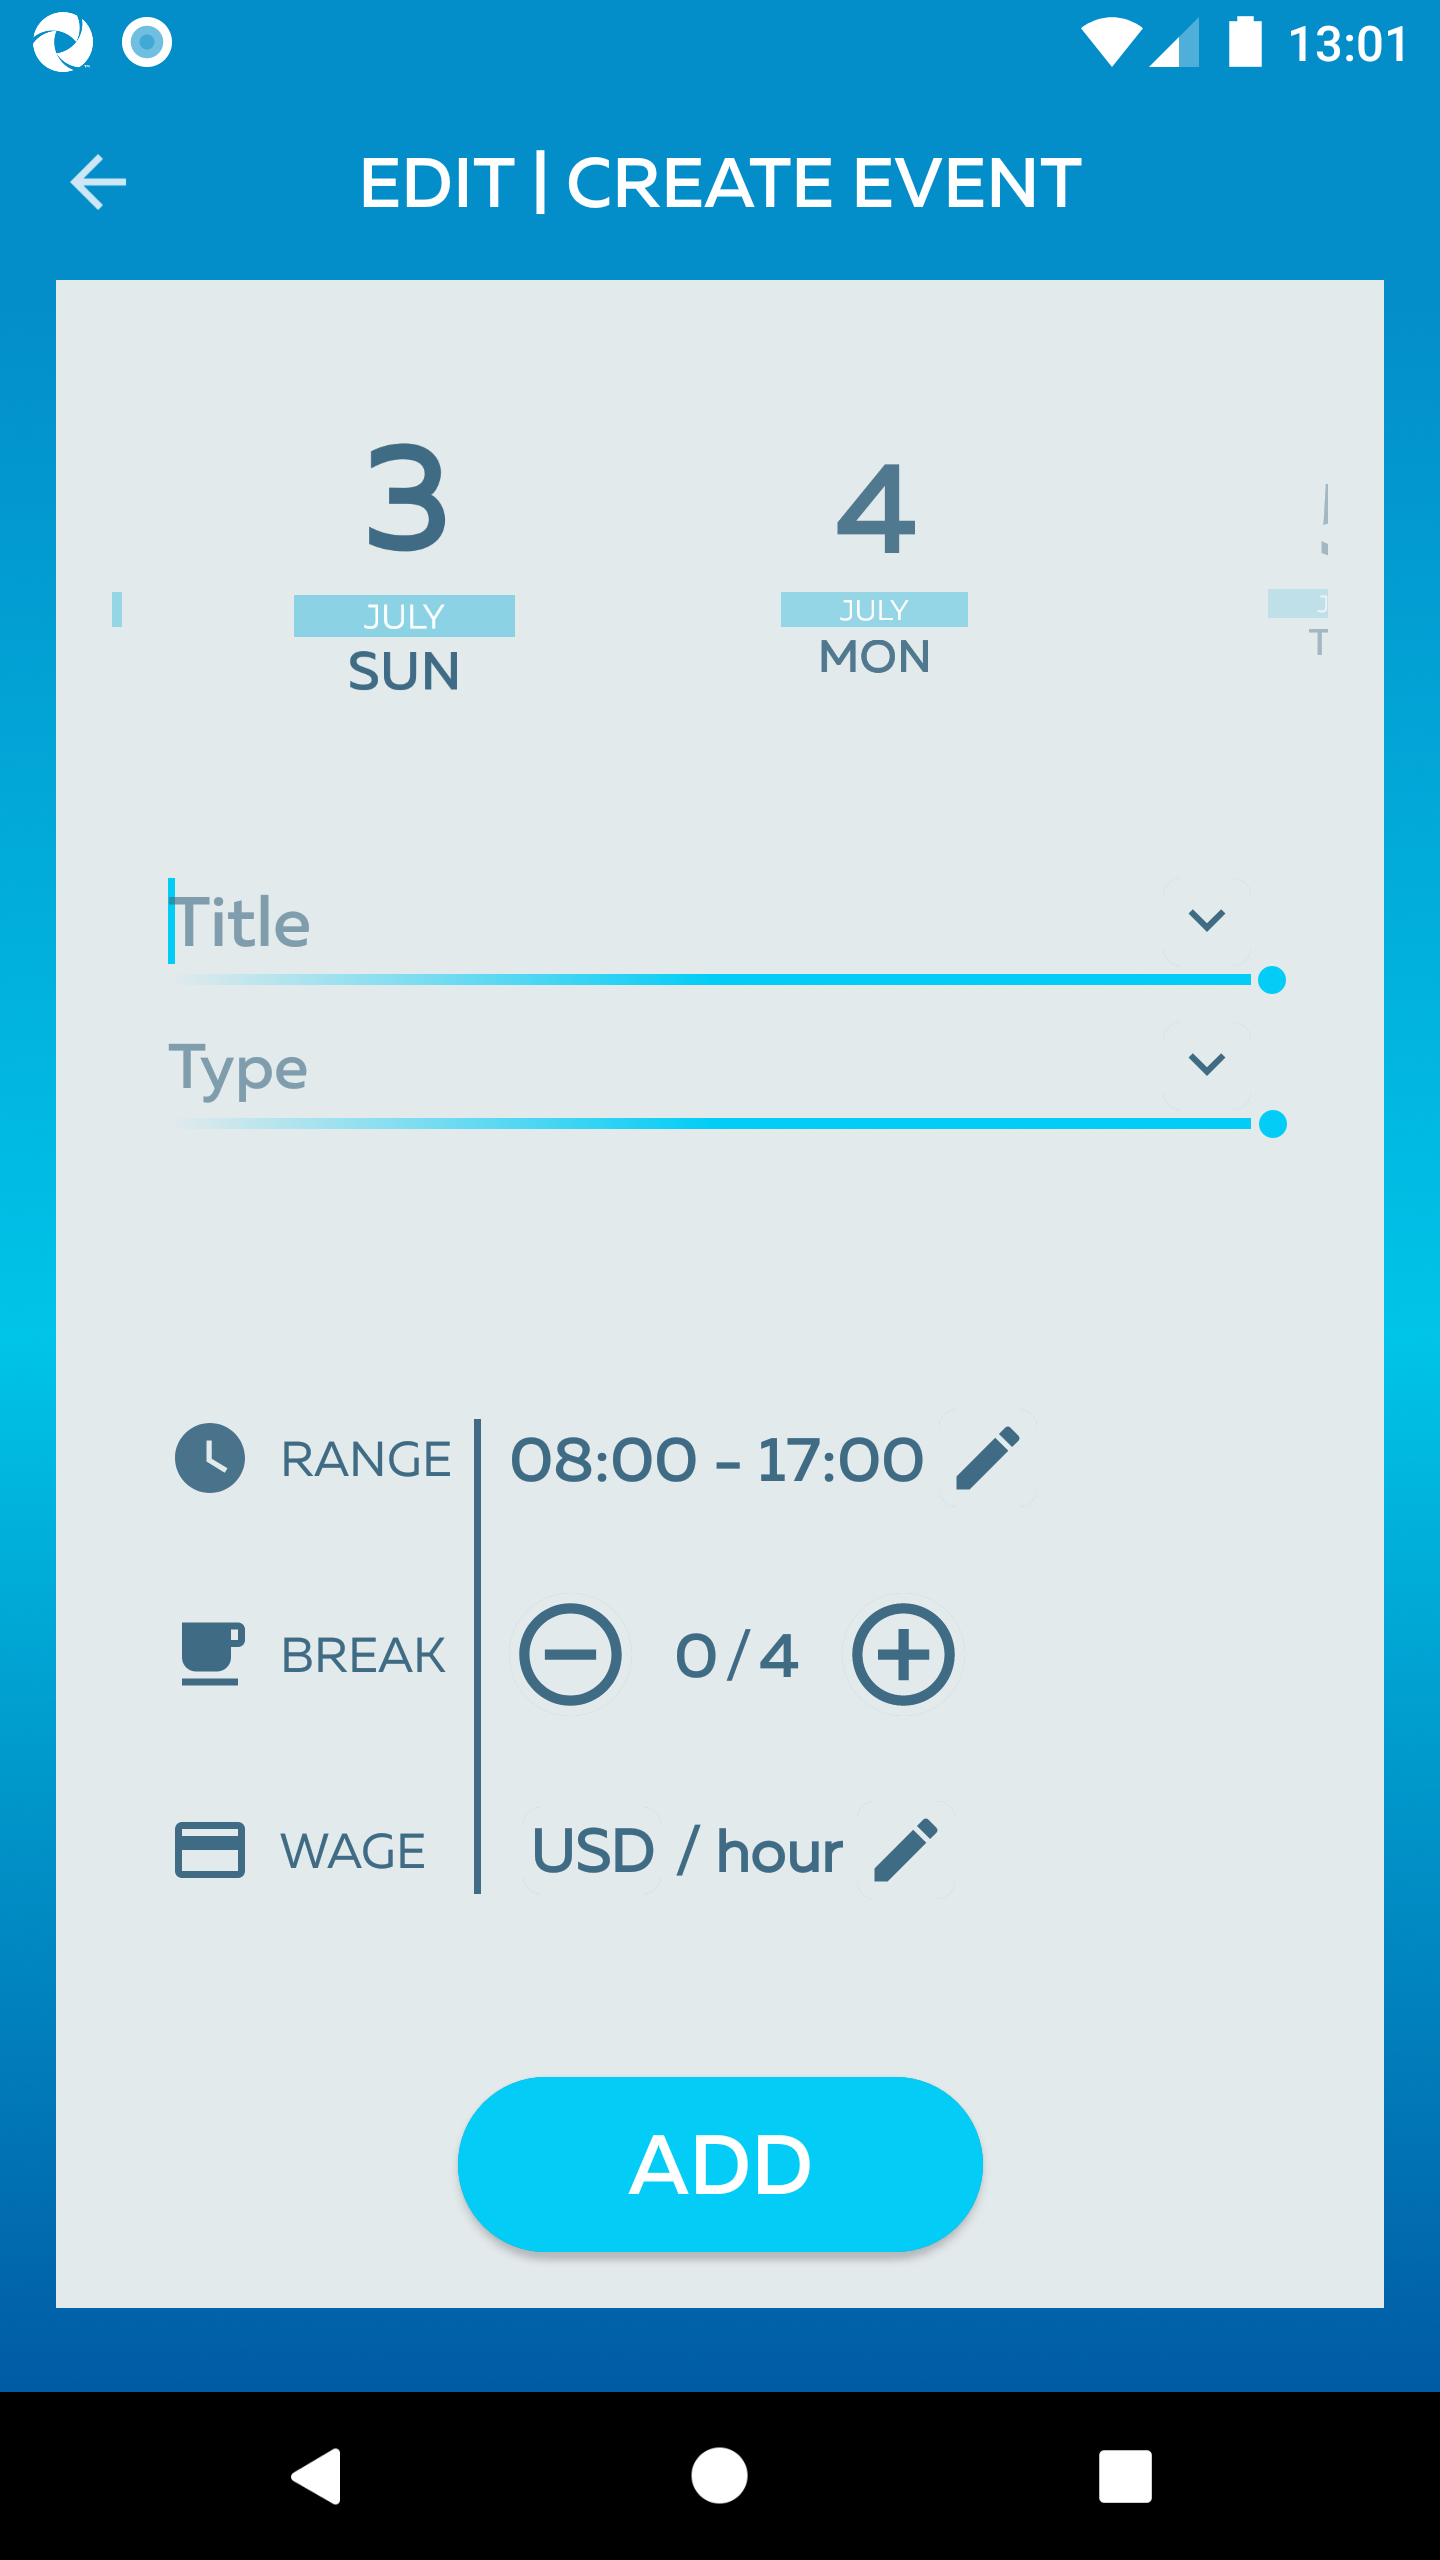 13:01
EDIT | CREATE EVENT
3
JULY
SUN
4
JULY
MON
Title
Type
RANGE 08:00 - 17:00
BREAK 0/4
WAGE USD / hour
ADD